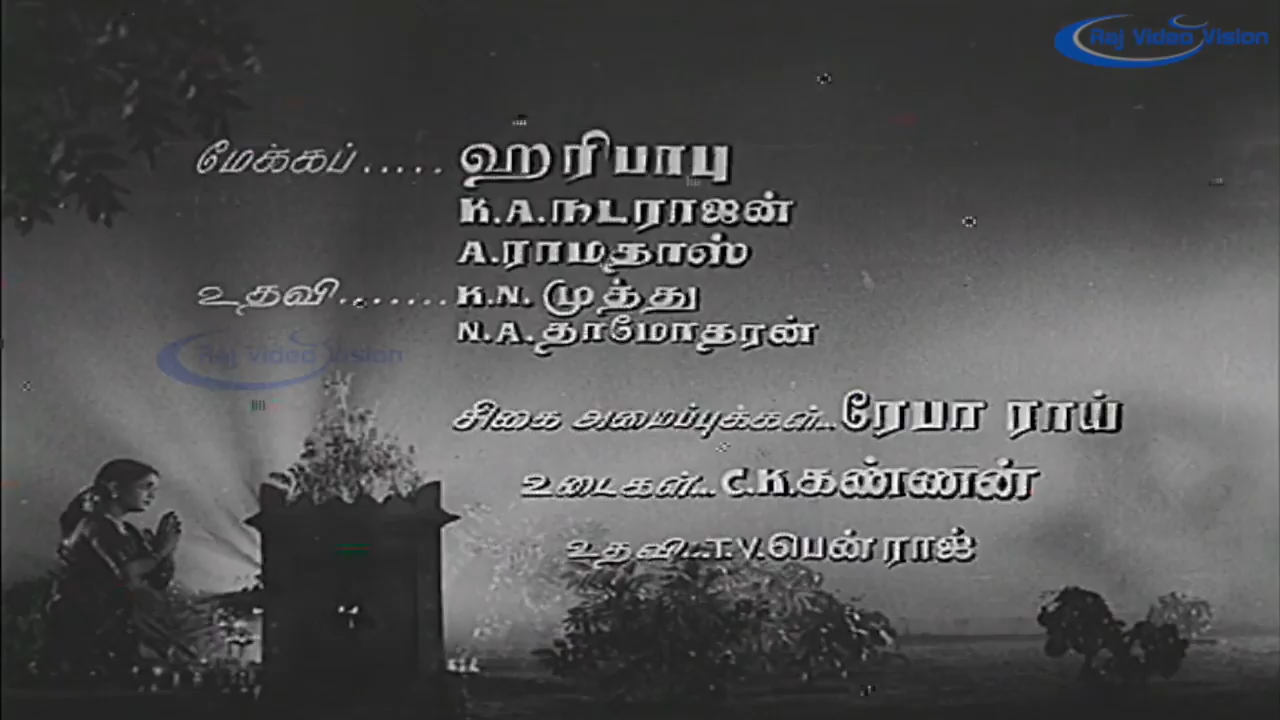 Raj Video Vision
மேக்கப் ..... ஹரிபாபு
K.A.நடராஜன்
A.ராமதாஸ்
உதவி........ K.N. முத்து
N.A.தாமோதரன்
Raj Video Vision
சிகை அமைப்புக்கள்... ரேபா ராய்
உடைகள்... C.K.கண்ணன்
உதவி...T.V.பென் ராஜ்